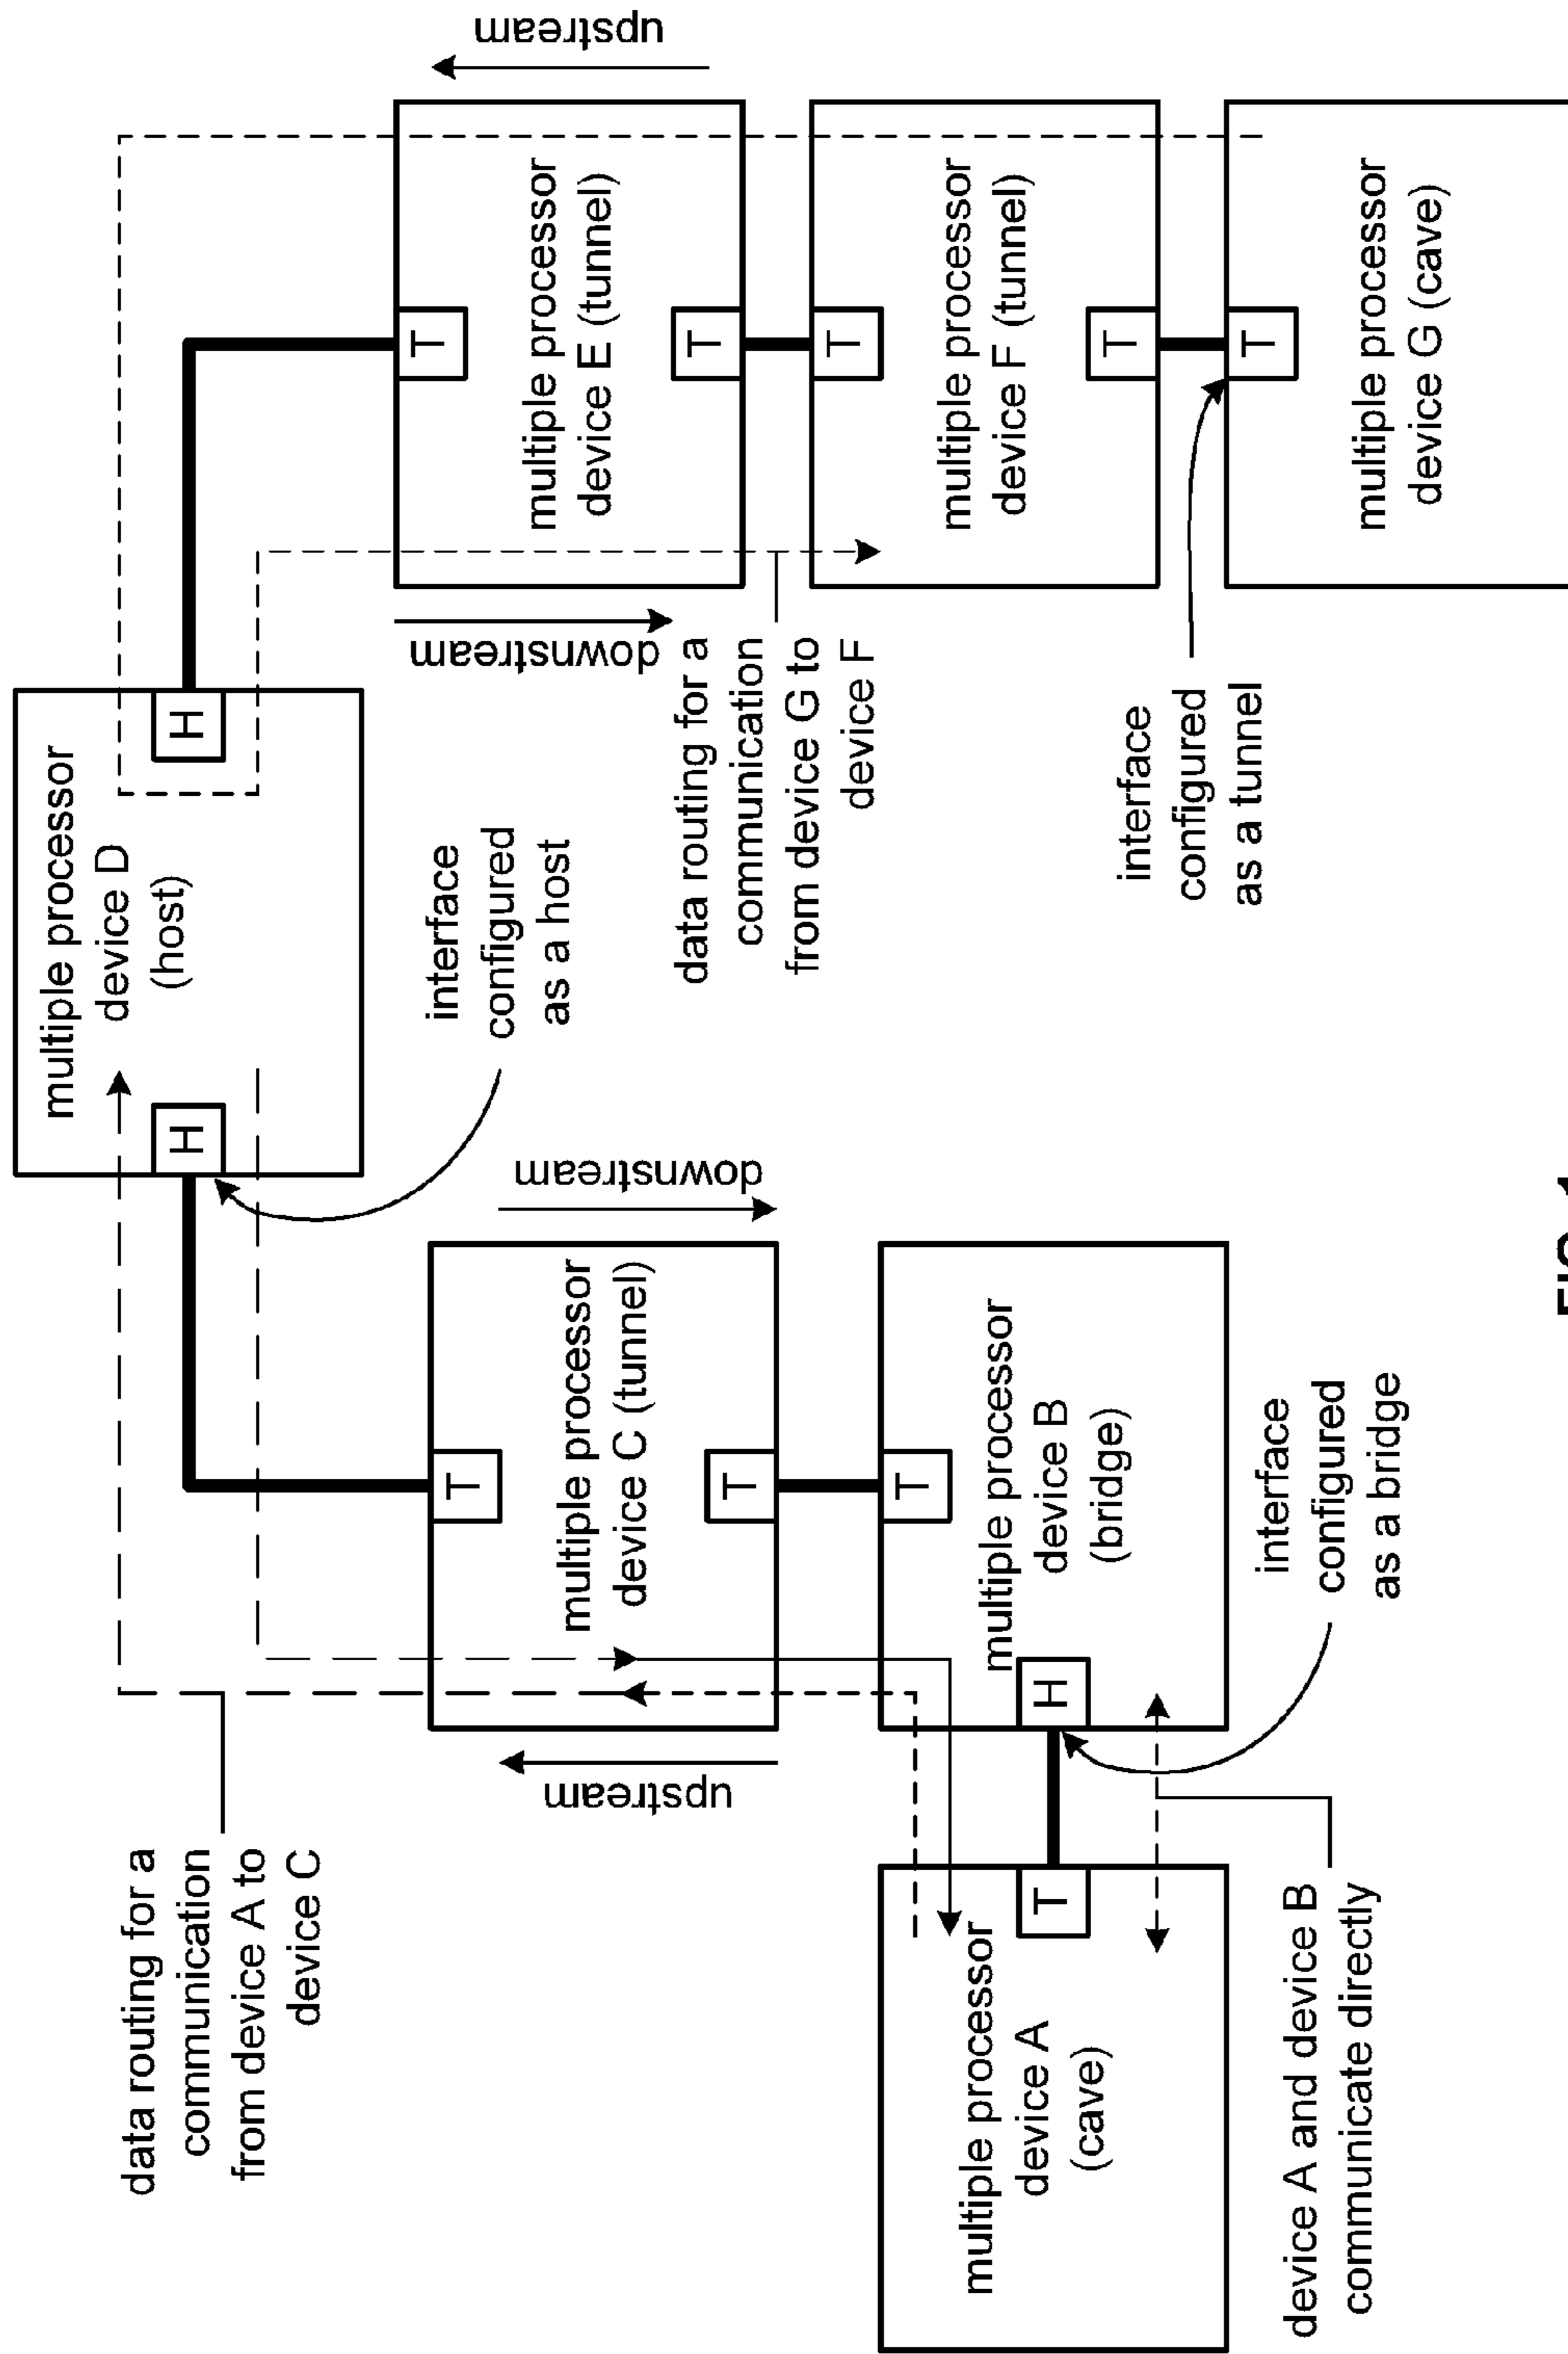 data routing for a
communication
from device A to
device C
multiple processor
device D
(host)
H
H
interface
configured
as a host
upstream
downstream
T
multiple processor
device C (tunnel)
T
downstream
upstream
T
multiple processor
device E (tunnel)
T
data routing for a
communication
from device G to
device F
multiple processor
device A
(cave)
T
H
T
multiple processor
device B
(bridge)
T
multiple processor
device F (tunnel)
T
device A and device B
communicate directly
interface
configured
as a bridge
interface
configured
as a tunnel
T
multiple processor
device G (cave)
FIG. 1